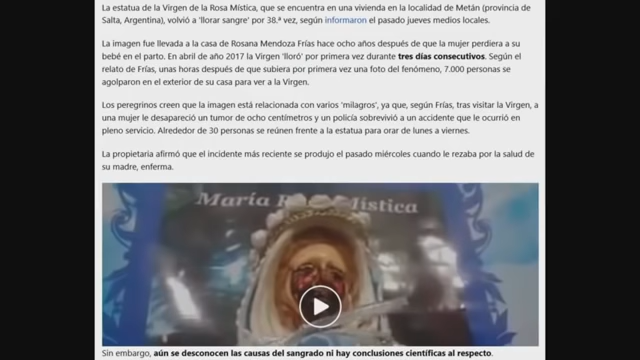 La estatua de la Virgen de la Rosa Mística, que se encuentra en una vivienda en la localidad de Metán (provincia de
Salta, Argentina), volvió a 'llorar sangre' por 38.ª vez, según informaron el pasado jueves medios locales.
La imagen fue llevada a la casa de Rosana Mendoza Frías hace ocho años después de que la mujer perdiera a su
bebé en el parto. En abril de año 2017 la Virgen 'lloró' por primera vez durante tres días consecutivos. Según el
relato de Frías, unas horas después de que subiera por primera vez una foto del fenómeno, 7.000 personas se
agolparon en el exterior de su casa para ver a la Virgen.
Los peregrinos creen que la imagen está relacionada con varios 'milagros', ya que, según Frías, tras visitar la Virgen, a
una mujer le desapareció un tumor de ocho centímetros y un policía sobrevivió a un accidente que le ocurrió en
pleno servicio. Alrededor de 30 personas se reúnen frente a la estatua para orar de lunes a viernes.
La propietaria afirmó que el incidente más reciente se produjo el pasado miércoles cuando le rezaba por la salud de
su madre, enferma.
María Mística
Sin embargo, aún se desconocen las causas del sangrado ni hay conclusiones científicas al respecto.